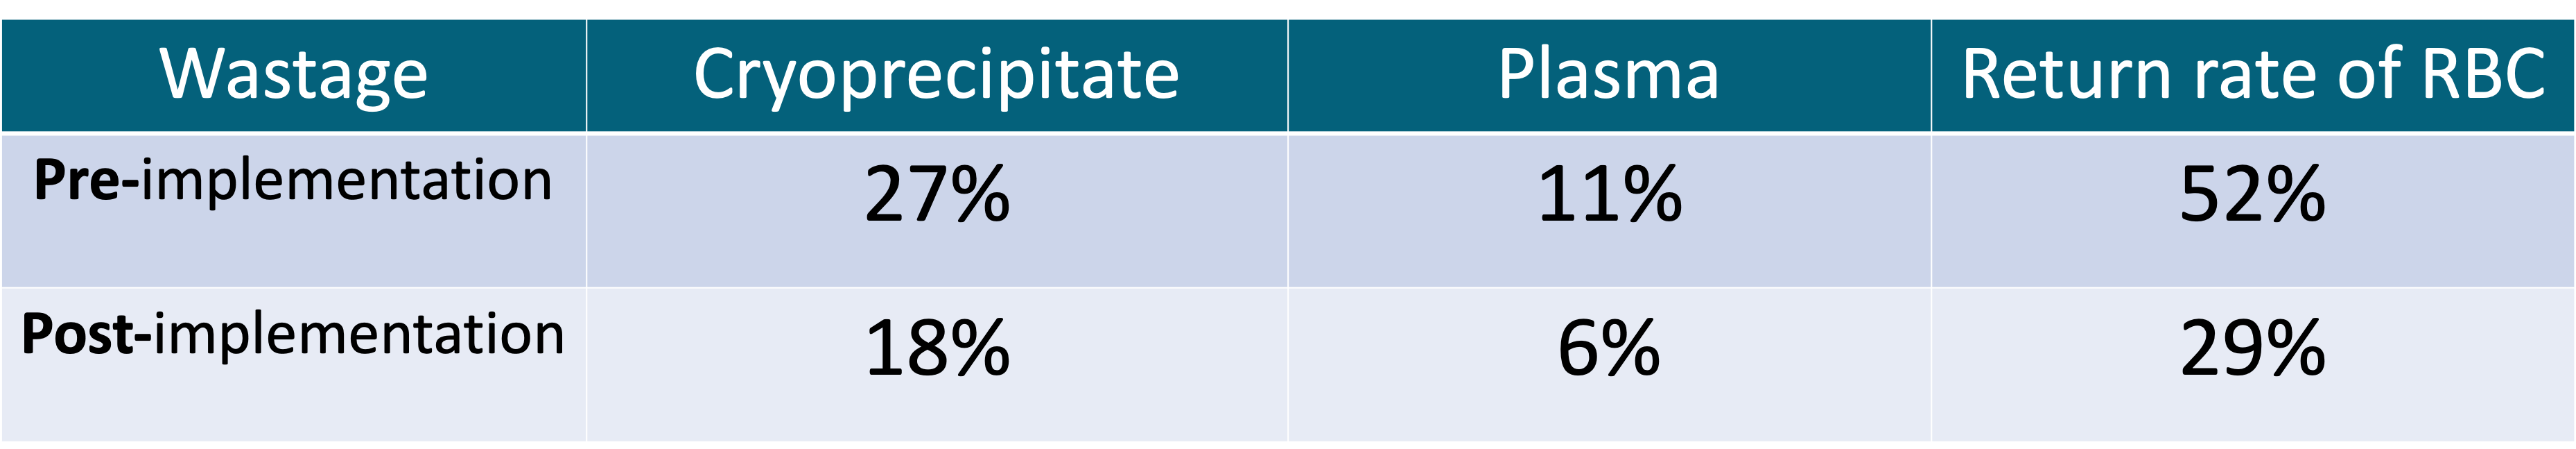 Wastage Cryoprecipitate Plasma Return rate of RBC
Pre-implementation 27% 11% 52%
Post-implementation 18% 6% 29%